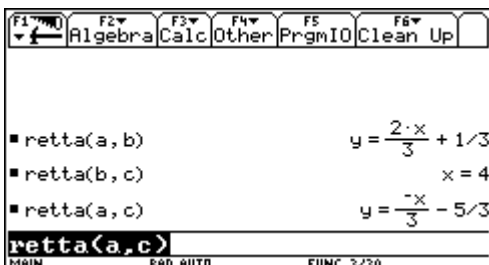 F1 F2 Algebra F3 Calc F4 Other F5 PrgmIO F6 Clean Up
retta(a,b) y = 2·x/3 + 1/3
retta(b,c) x = 4
retta(a,c) y = -x/3 - 5/3
retta(a,c)
MAIN RAD AUTO FUNC 3/30